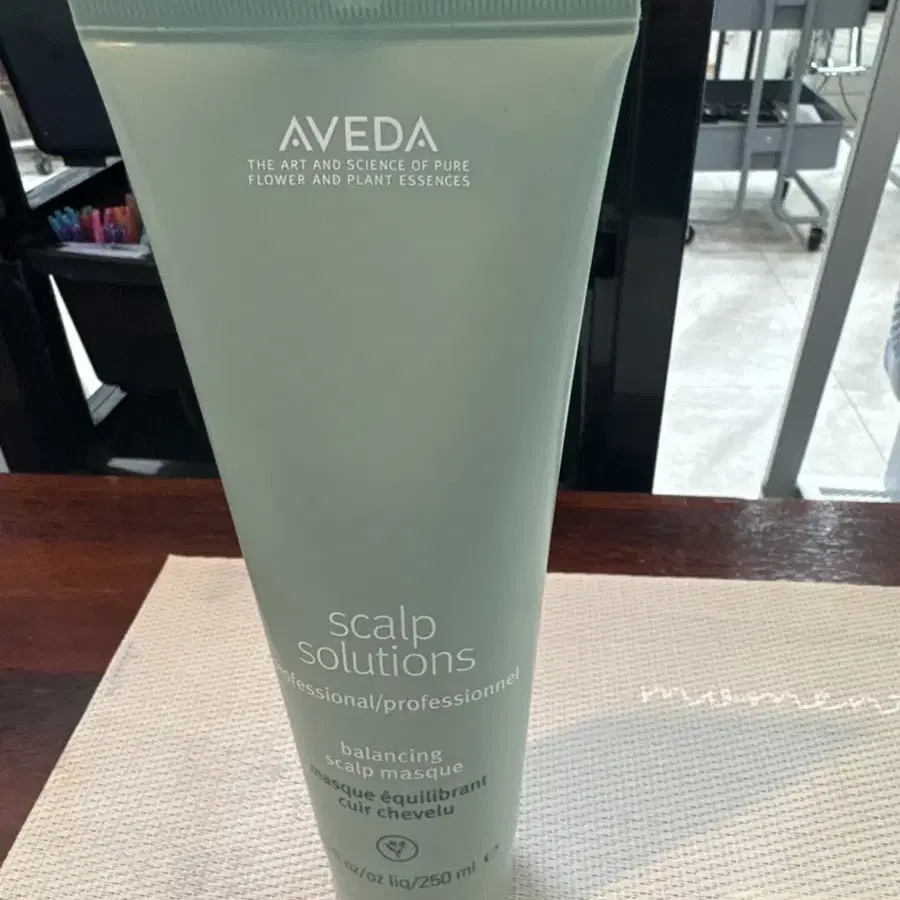 AVEDA
THE ART AND SCIENCE OF PURE
FLOWER AND PLANT ESSENCES
scalp
solutions
professionnel
balancing
scalp masque
masque équilibrant
cuir chevelu
oz/oz liq/250 ml e